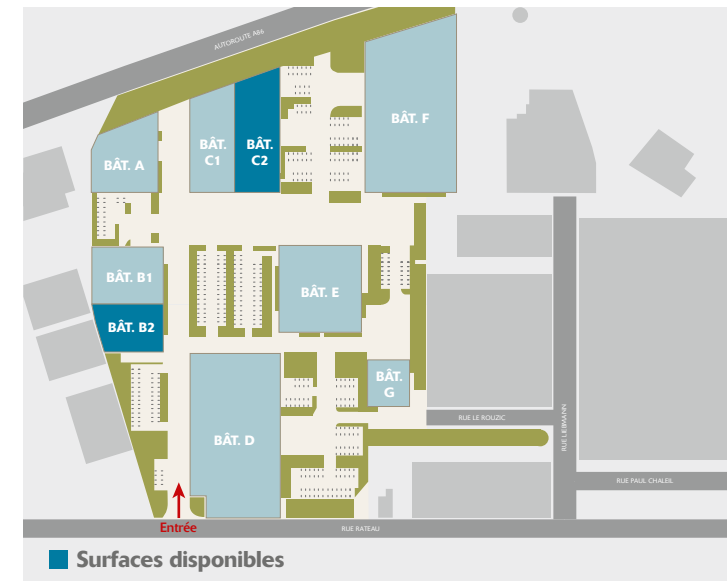 AUTOROUTE A86
BÂT. F
BÂT.
C1
BÂT.
C2
BÂT. A
BÂT. B1
BÂT. E
BÂT. B2
BÂT.
G
BÂT. D
RUE LE ROUZIC
RUE LIEBMANN
RUE PAUL CHALEIL
Entrée
RUE RATEAU
Surfaces disponibles